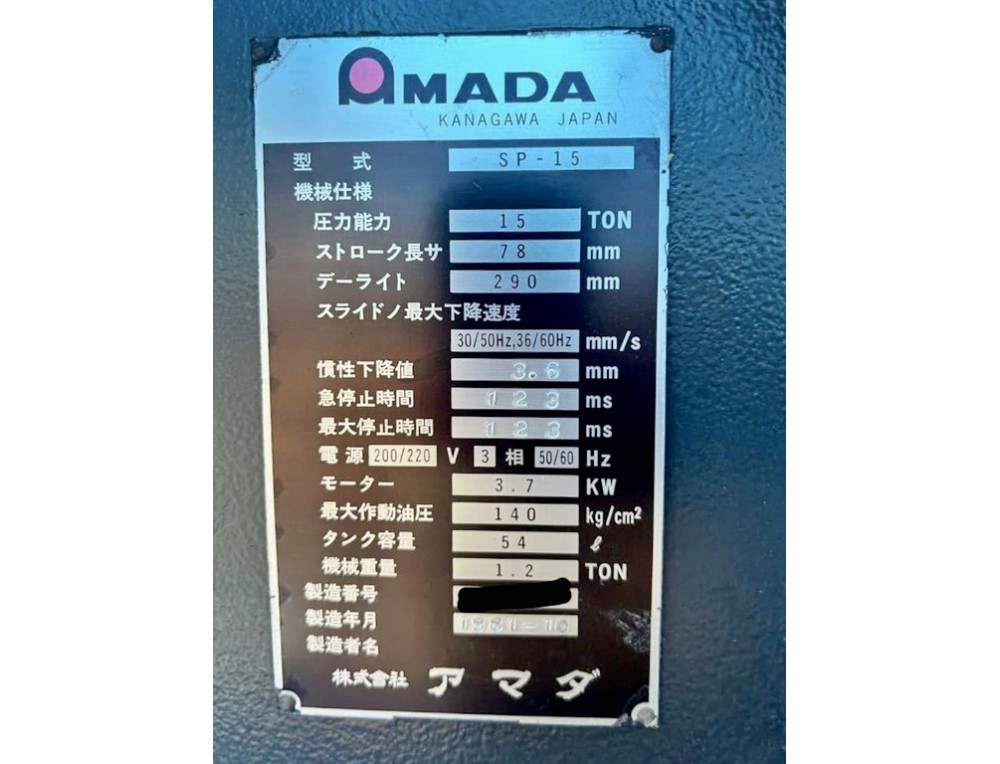 AMADA
KANAGAWA JAPAN
型式 SP-15
機械仕様
圧力能力 15 TON
ストローク長サ 78 mm
デーライト 290 mm
スライドノ最大下降速度
30/50Hz,36/60Hz mm/s
慣性下降値 3.6 mm
急停止時間 123 ms
最大停止時間 123 ms
電源 200/220 V 3 相 50/60 Hz
モーター 3.7 KW
最大作動油圧 140 kg/cm²
タンク容量 54 ℓ
機械重量 1.2 TON
製造番号
製造年月
製造者名
株式会社 アマダ